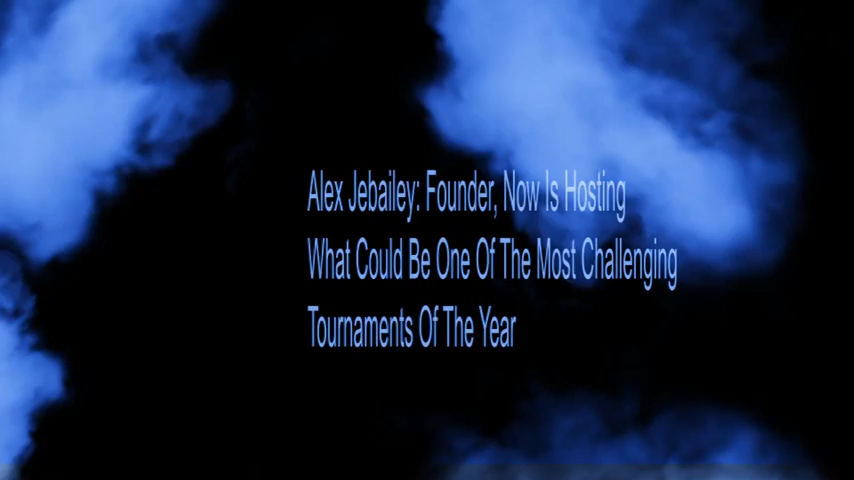 Alex Jebailey: Founder, Now Is Hosting
What Could Be One Of The Most Challenging
Tournaments Of The Year